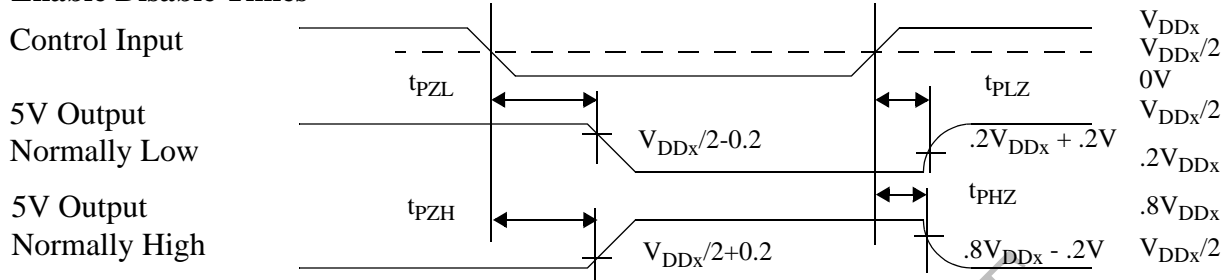 Enable Disable Times
Control Input
V_DDx
V_DDx/2
0V
t_PZL
t_PLZ
5V Output
Normally Low
V_DDx/2-0.2
.2V_DDx + .2V
V_DDx/2
.2V_DDx
5V Output
Normally High
t_PZH
t_PHZ
V_DDx/2+0.2
.8V_DDx - .2V
.8V_DDx
V_DDx/2